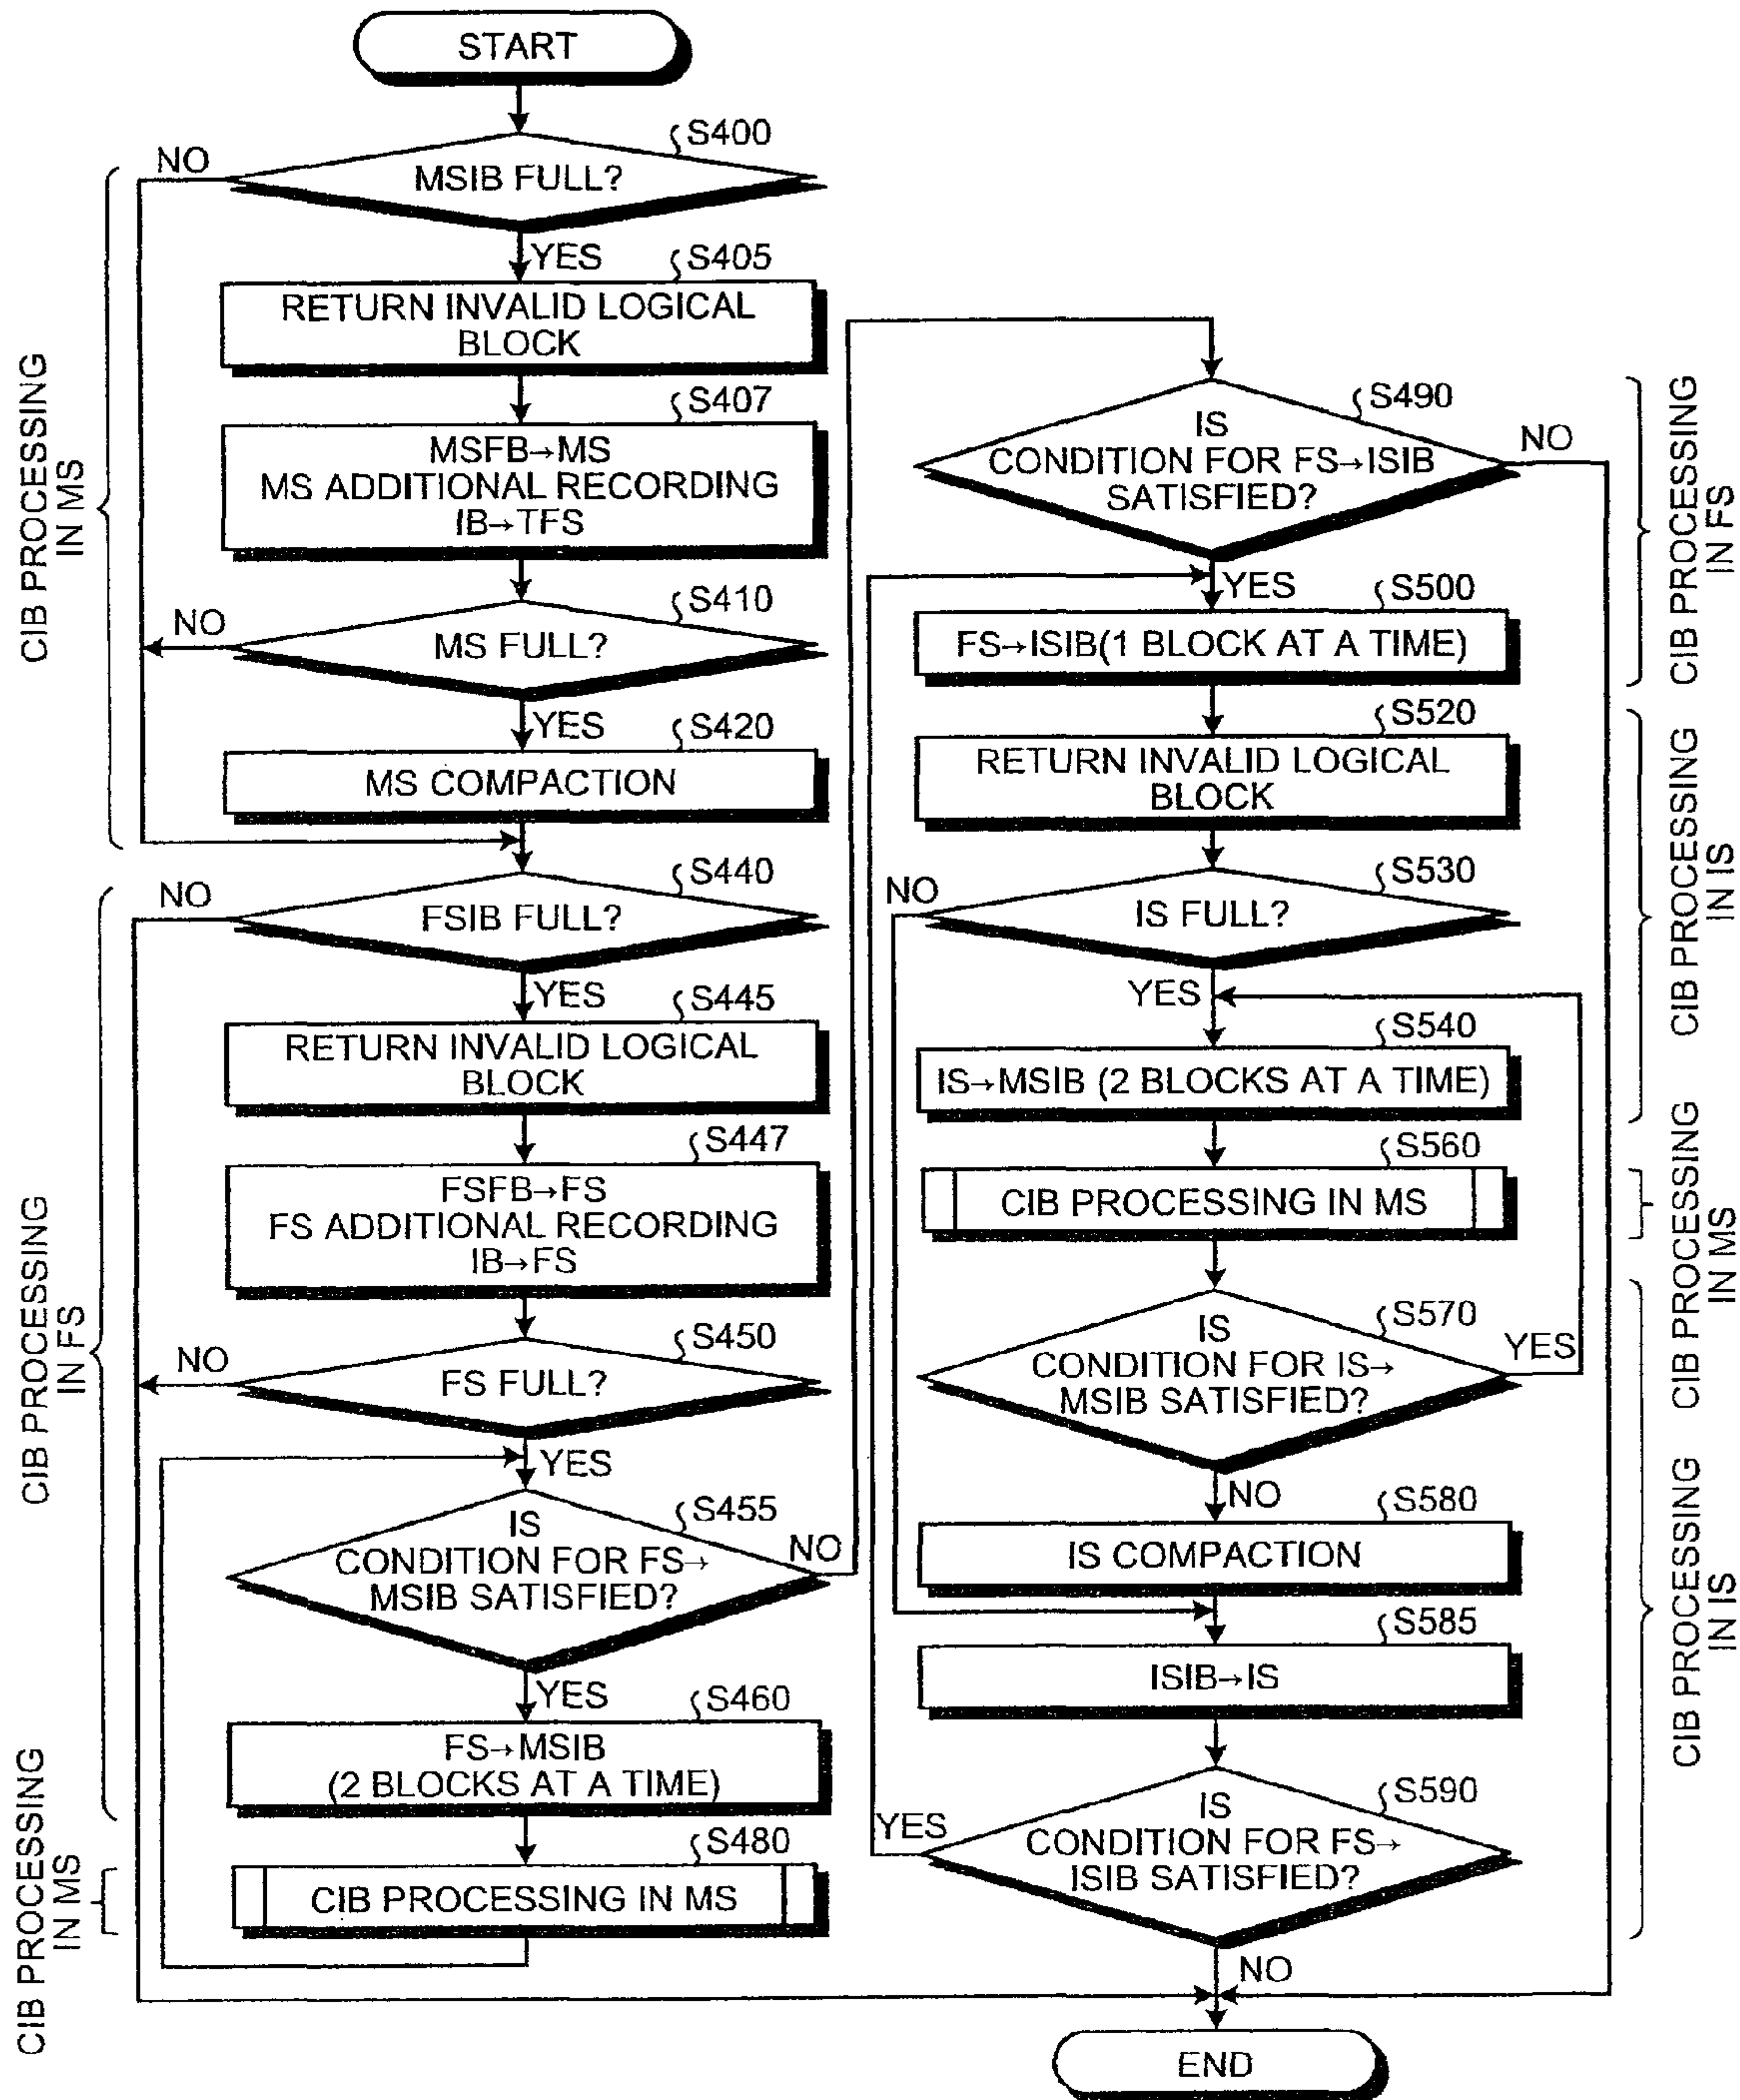 START
S400
NO
MSIB FULL?
YES
S405
RETURN INVALID LOGICAL
BLOCK
S407
MSFB→MS
MS ADDITIONAL RECORDING
IB→TFS
S410
NO
MS FULL?
YES
S420
MS COMPACTION
CIB PROCESSING
IN MS
S440
NO
FSIB FULL?
YES
S445
RETURN INVALID LOGICAL
BLOCK
S447
FSFB→FS
FS ADDITIONAL RECORDING
IB→FS
S450
NO
FS FULL?
YES
S455
IS
CONDITION FOR FS→
MSIB SATISFIED?
NO
YES
S460
FS→MSIB
(2 BLOCKS AT A TIME)
CIB PROCESSING
IN FS
S480
CIB PROCESSING IN MS
CIB PROCESSING
IN MS
S490
IS
CONDITION FOR FS→ISIB
SATISFIED?
NO
YES
S500
FS→ISIB(1 BLOCK AT A TIME)
CIB PROCESSING
IN FS
S520
RETURN INVALID LOGICAL
BLOCK
S530
NO
IS FULL?
YES
S540
IS→MSIB (2 BLOCKS AT A TIME)
CIB PROCESSING
IN IS
S560
CIB PROCESSING IN MS
CIB PROCESSING
IN MS
S570
IS
CONDITION FOR IS→
MSIB SATISFIED?
YES
NO
S580
IS COMPACTION
S585
ISIB→IS
S590
IS
CONDITION FOR FS→
ISIB SATISFIED?
YES
NO
CIB PROCESSING
IN IS
END